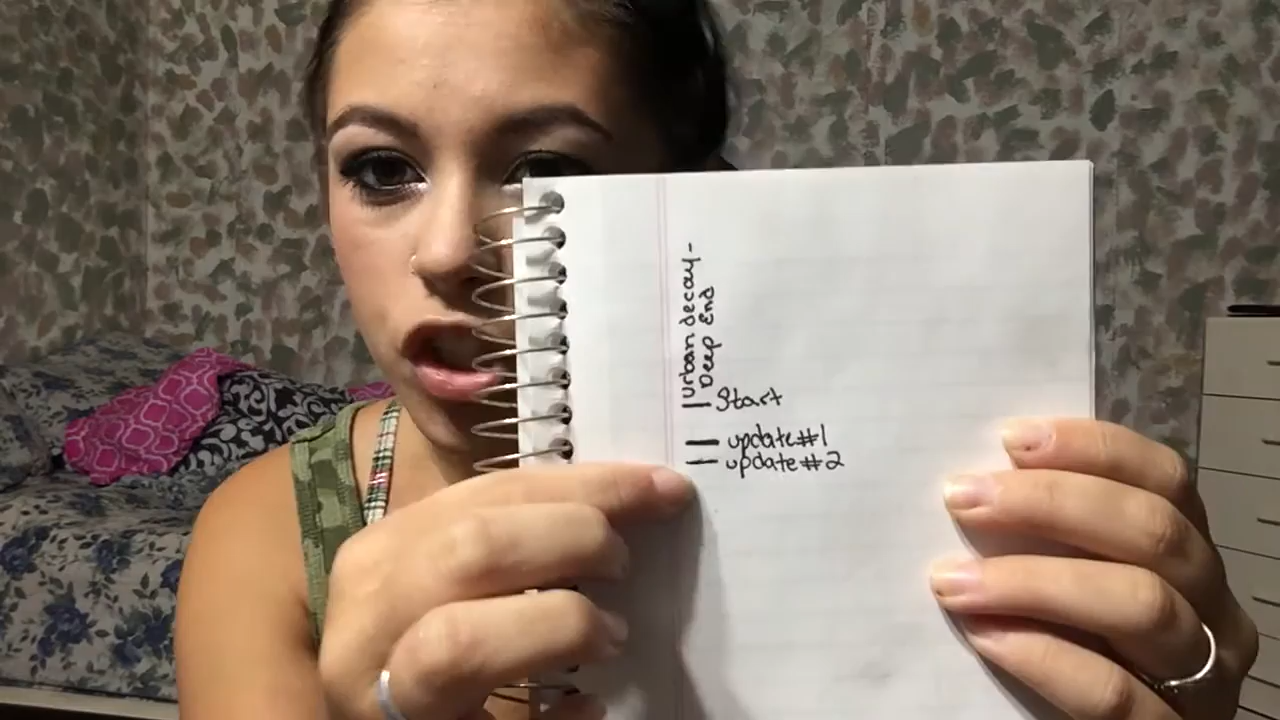 urban decay-
Deep End
Start
update#1
update#2